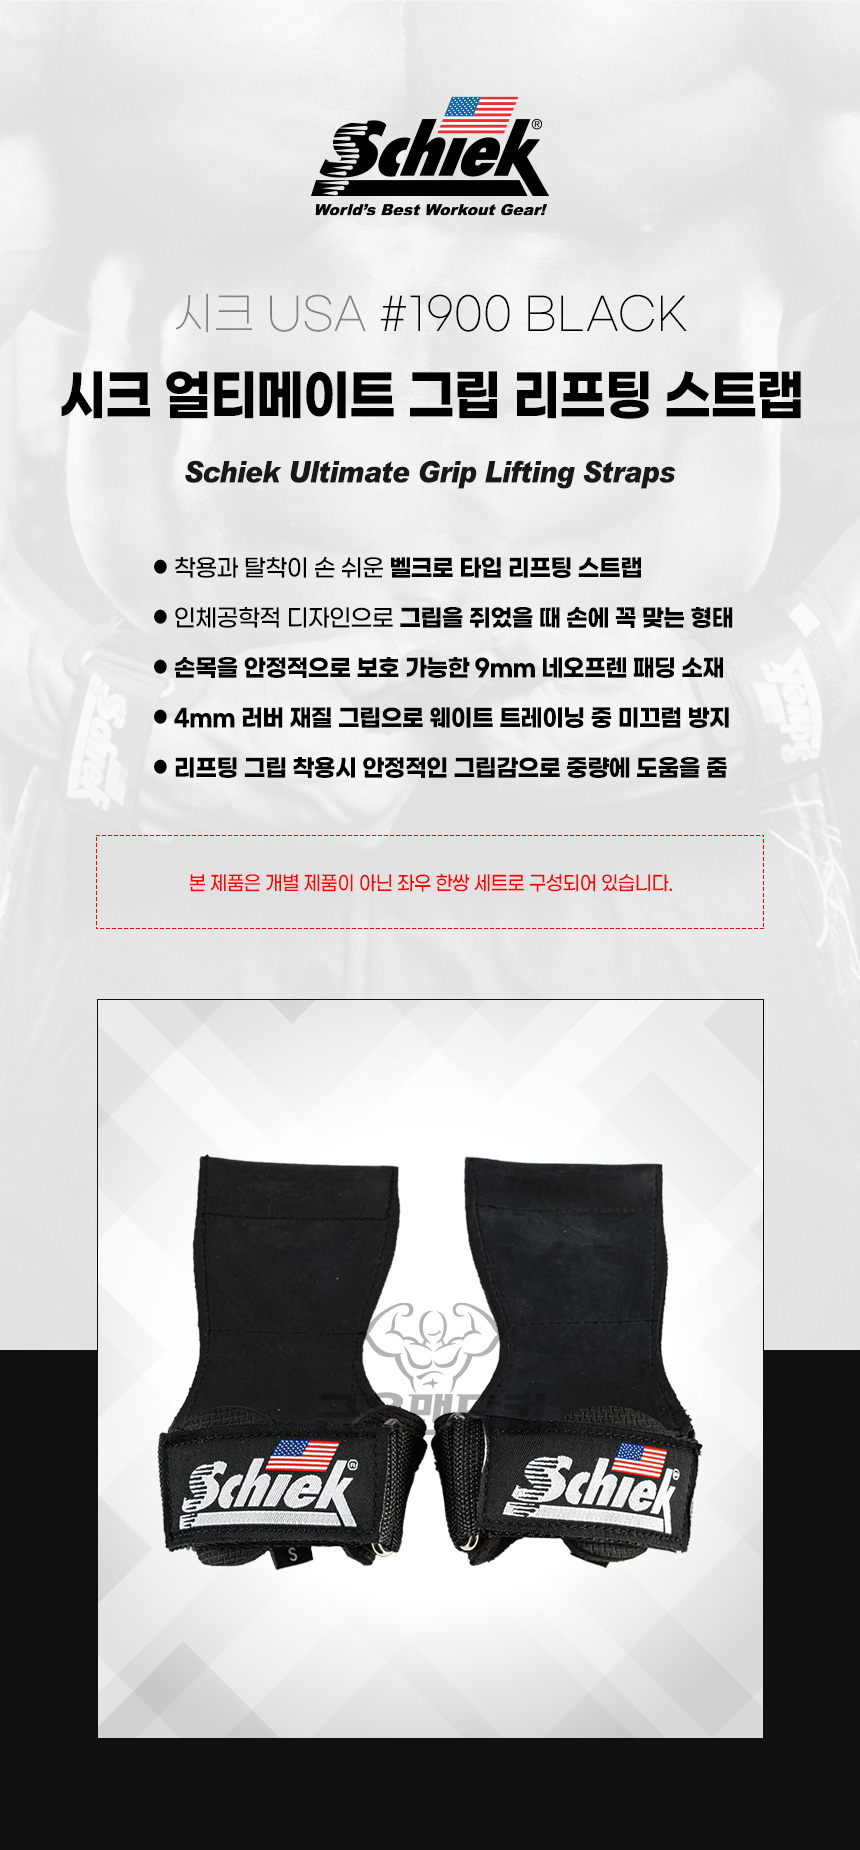 Schiek®
World's Best Workout Gear!
시크 USA #1900 BLACK
시크 얼티메이트 그립 리프팅 스트랩
Schiek Ultimate Grip Lifting Straps
● 착용과 탈착이 손 쉬운 벨크로 타입 리프팅 스트랩
● 인체공학적 디자인으로 그립을 쥐었을 때 손에 꼭 맞는 형태
● 손목을 안정적으로 보호 가능한 9mm 네오프렌 패딩 소재
● 4mm 러버 재질 그립으로 웨이트 트레이닝 중 미끄럼 방지
● 리프팅 그립 착용시 안정적인 그립감으로 중량에 도움을 줌
본 제품은 개별 제품이 아닌 좌우 한쌍 세트로 구성되어 있습니다.
Schiek®
Schiek®
S